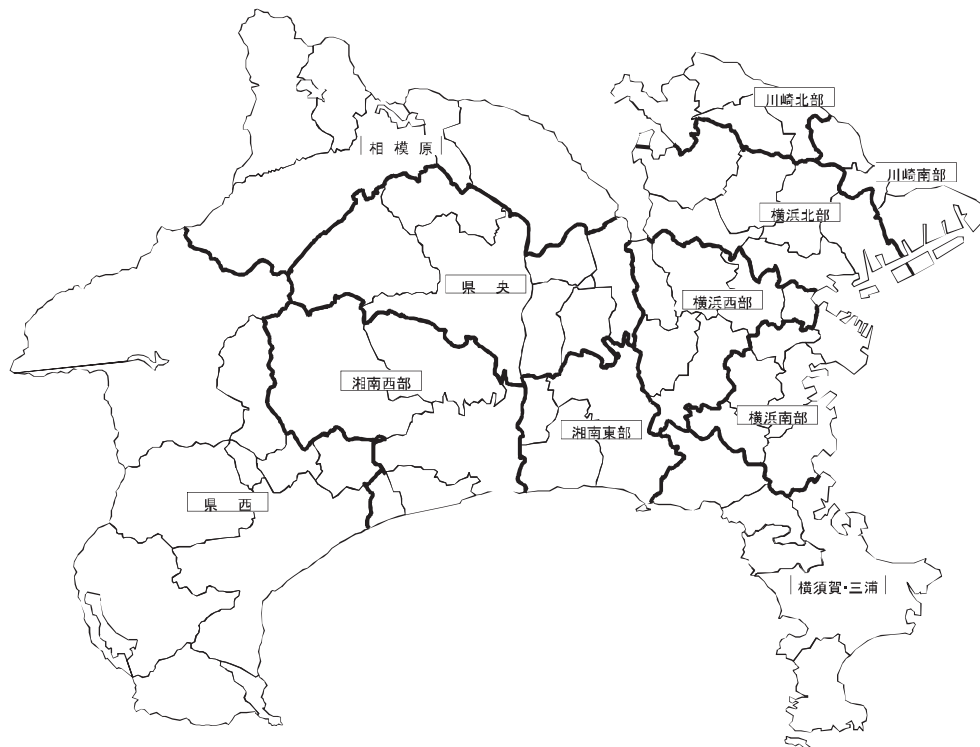 川崎北部
相模原
川崎南部
横浜北部
県央
横浜西部
湘南西部
横浜南部
湘南東部
県西
横須賀・三浦